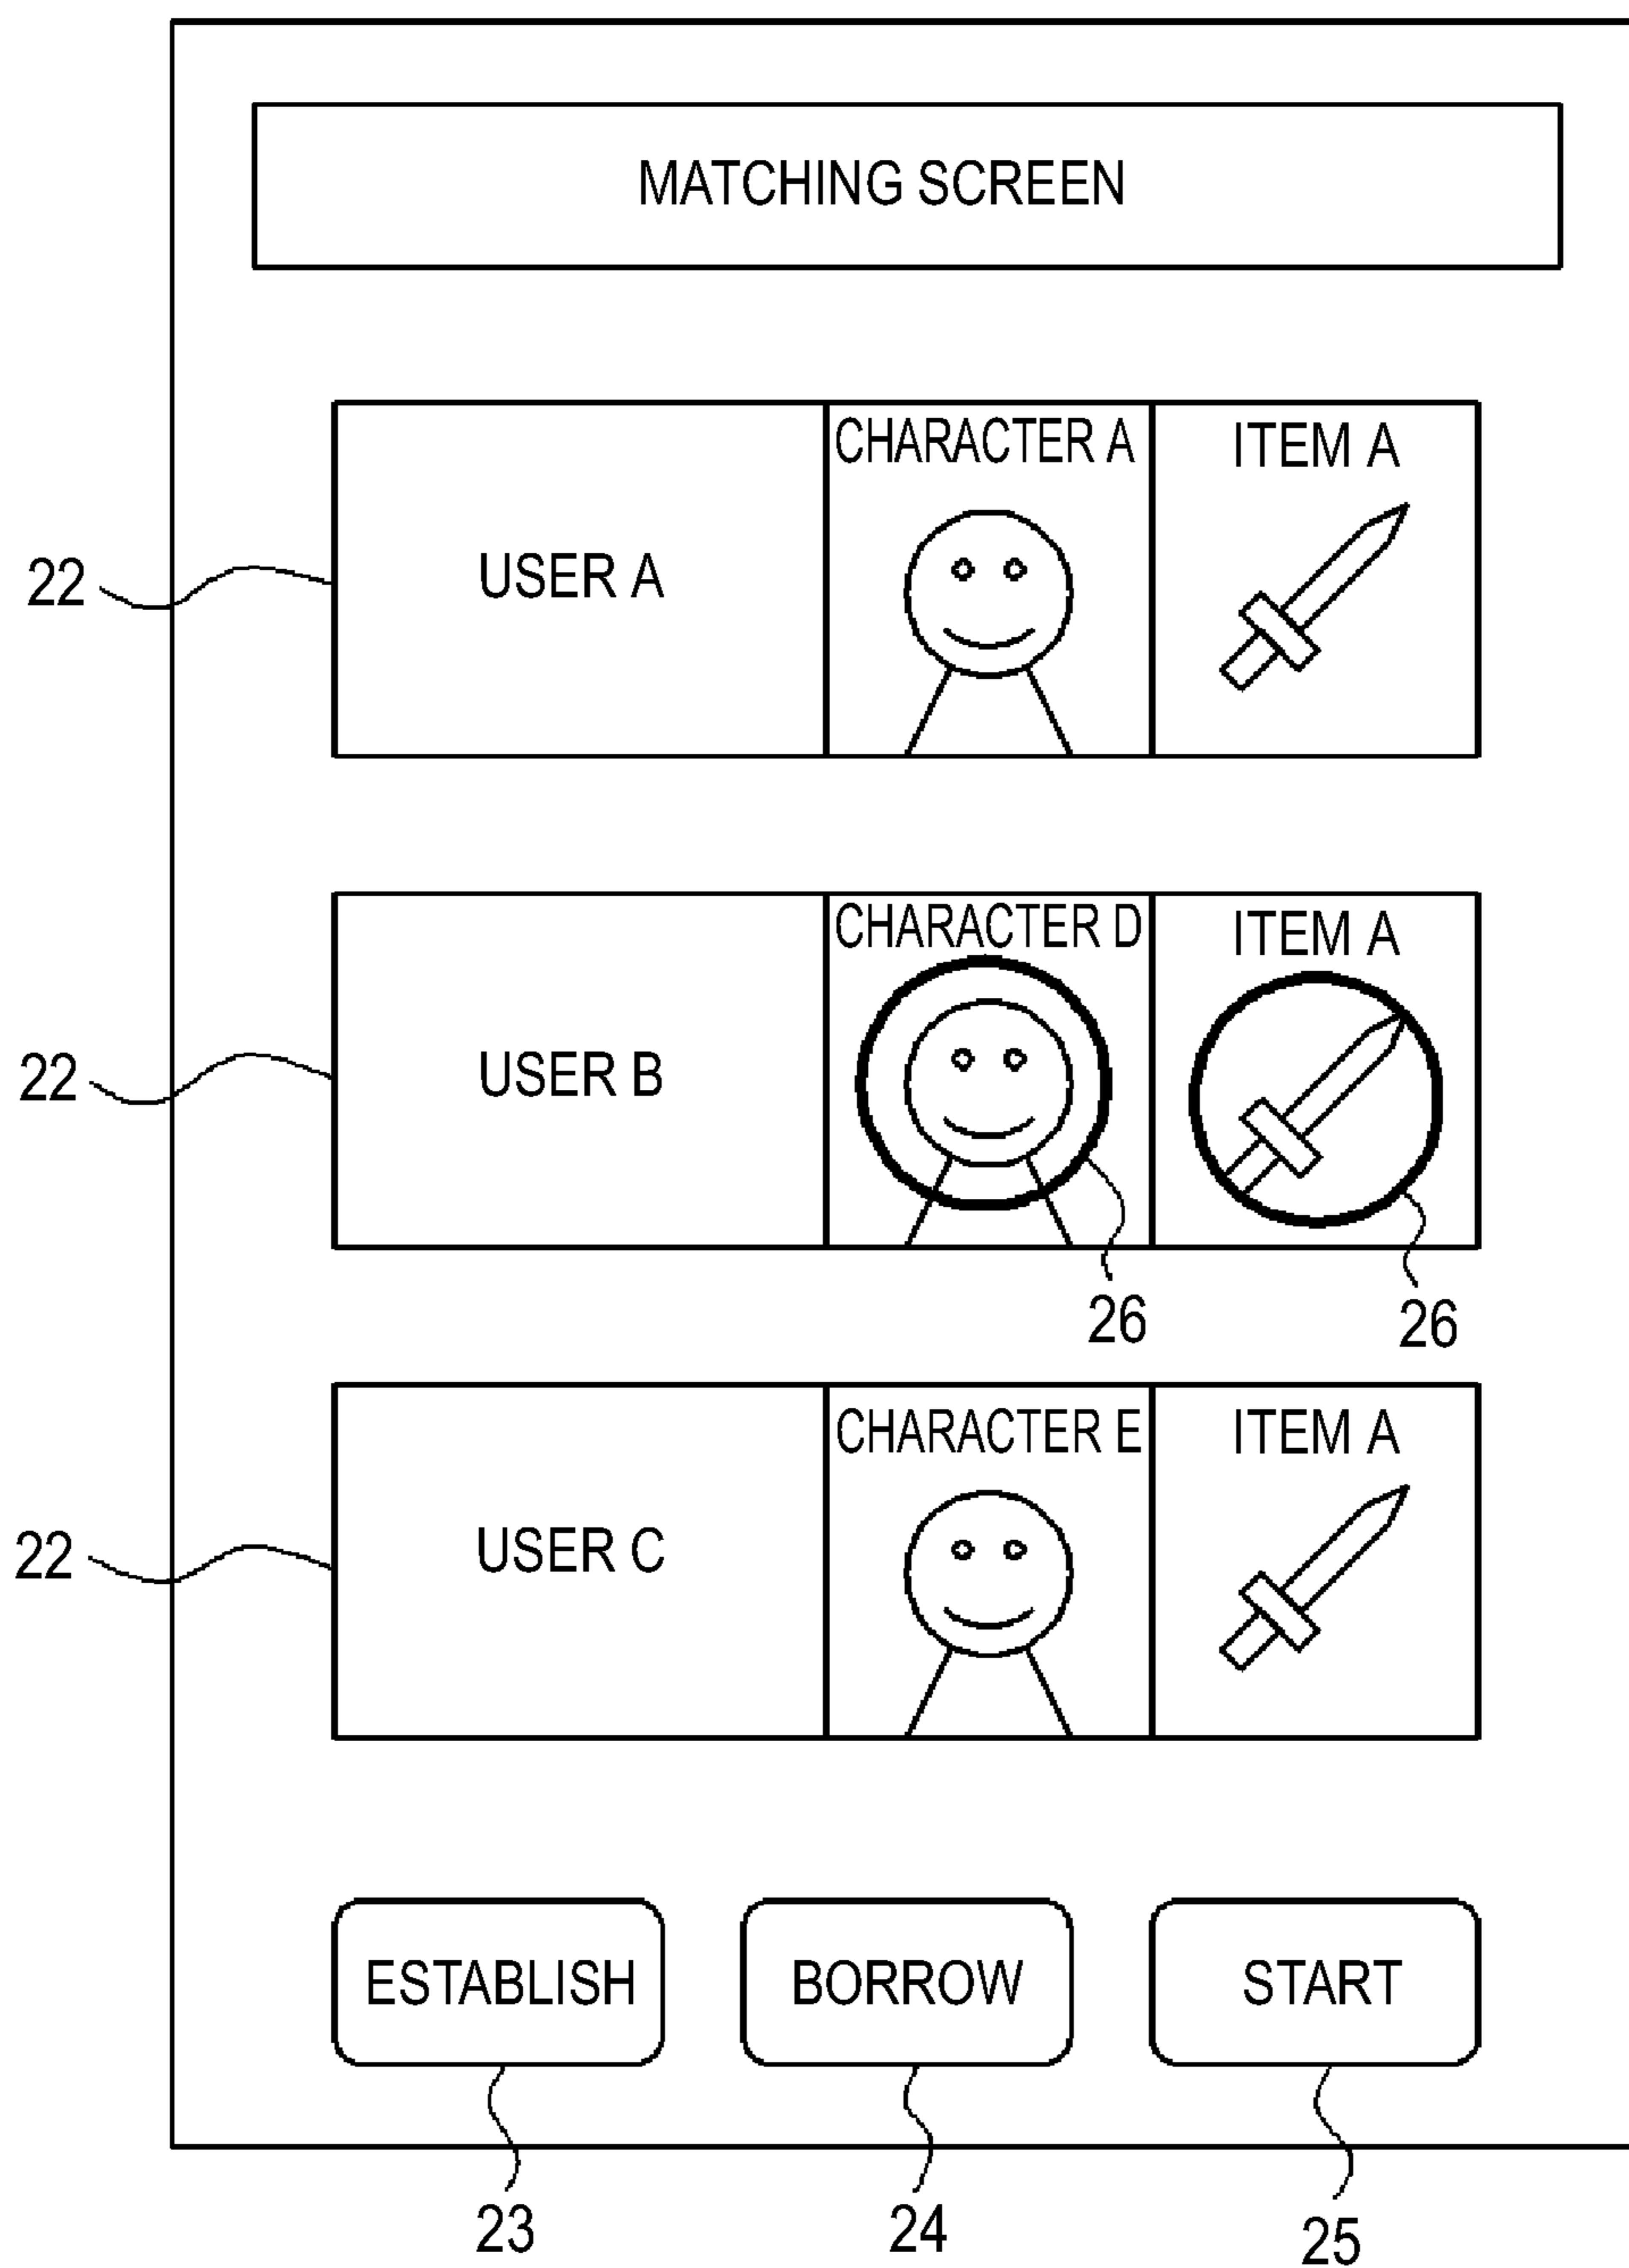 MATCHING SCREEN
CHARACTER A
ITEM A
22
USER A
CHARACTER D
ITEM A
22
USER B
26
26
CHARACTER E
ITEM A
22
USER C
ESTABLISH
BORROW
START
23
24
25